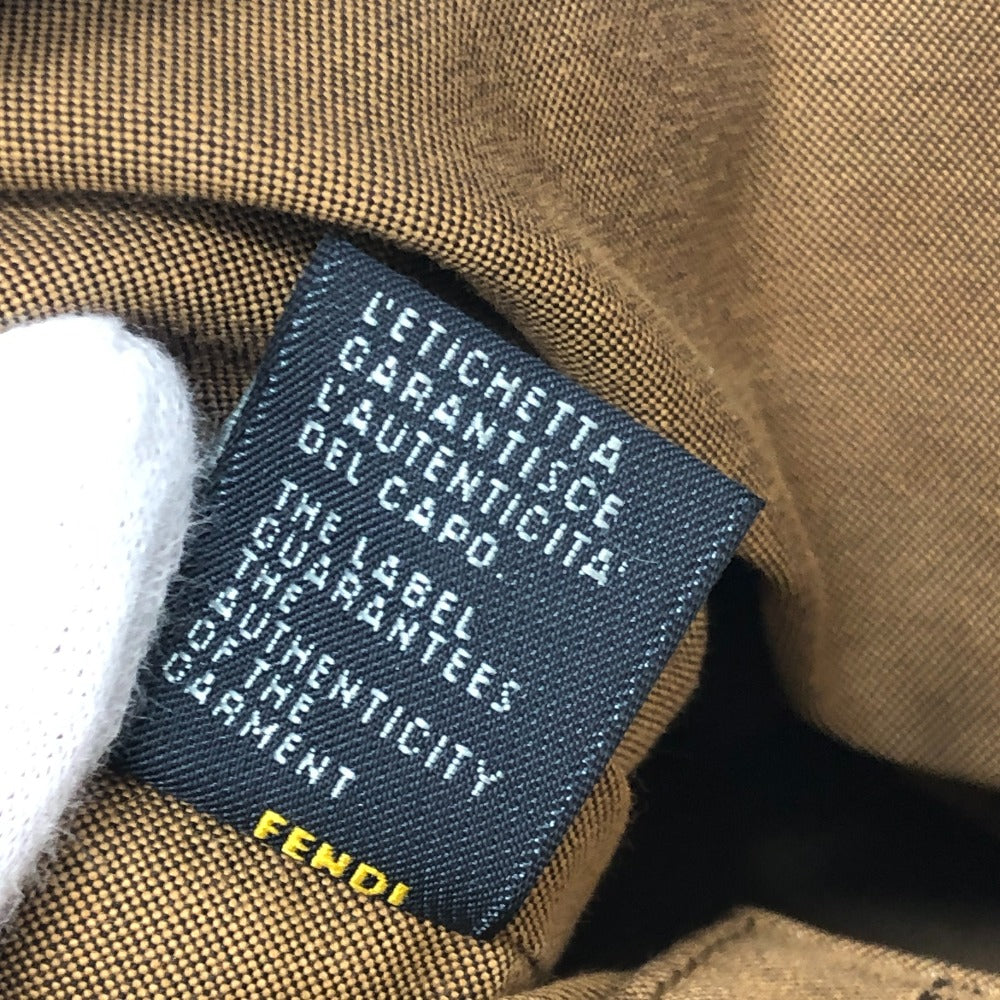 L'ETICHETTA
GARANTISCE
L'AUTENTICITA'
DEL CAPO.
THE LABEL
GUARANTEES
THE
AUTHENTICITY
OF THE
GARMENT
FENDI